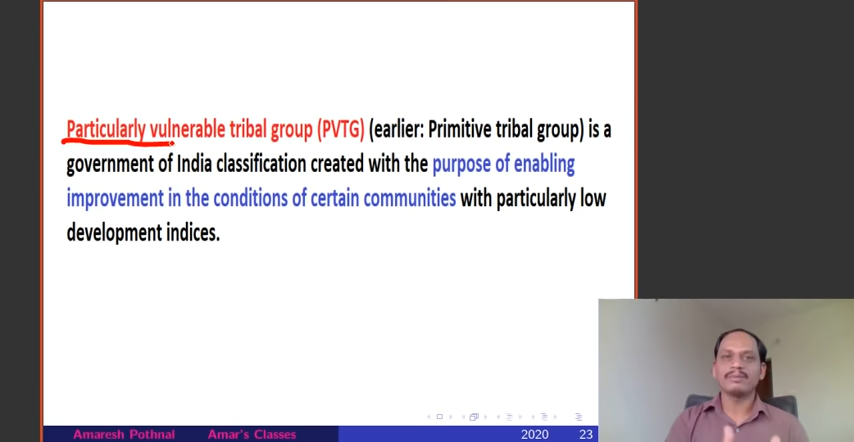 Particularly vulnerable tribal group (PVTG) (earlier: Primitive tribal group) is a
government of India classification created with the purpose of enabling
improvement in the conditions of certain communities with particularly low
development indices.
Amaresh Pothnal Amar's Classes 2020 23